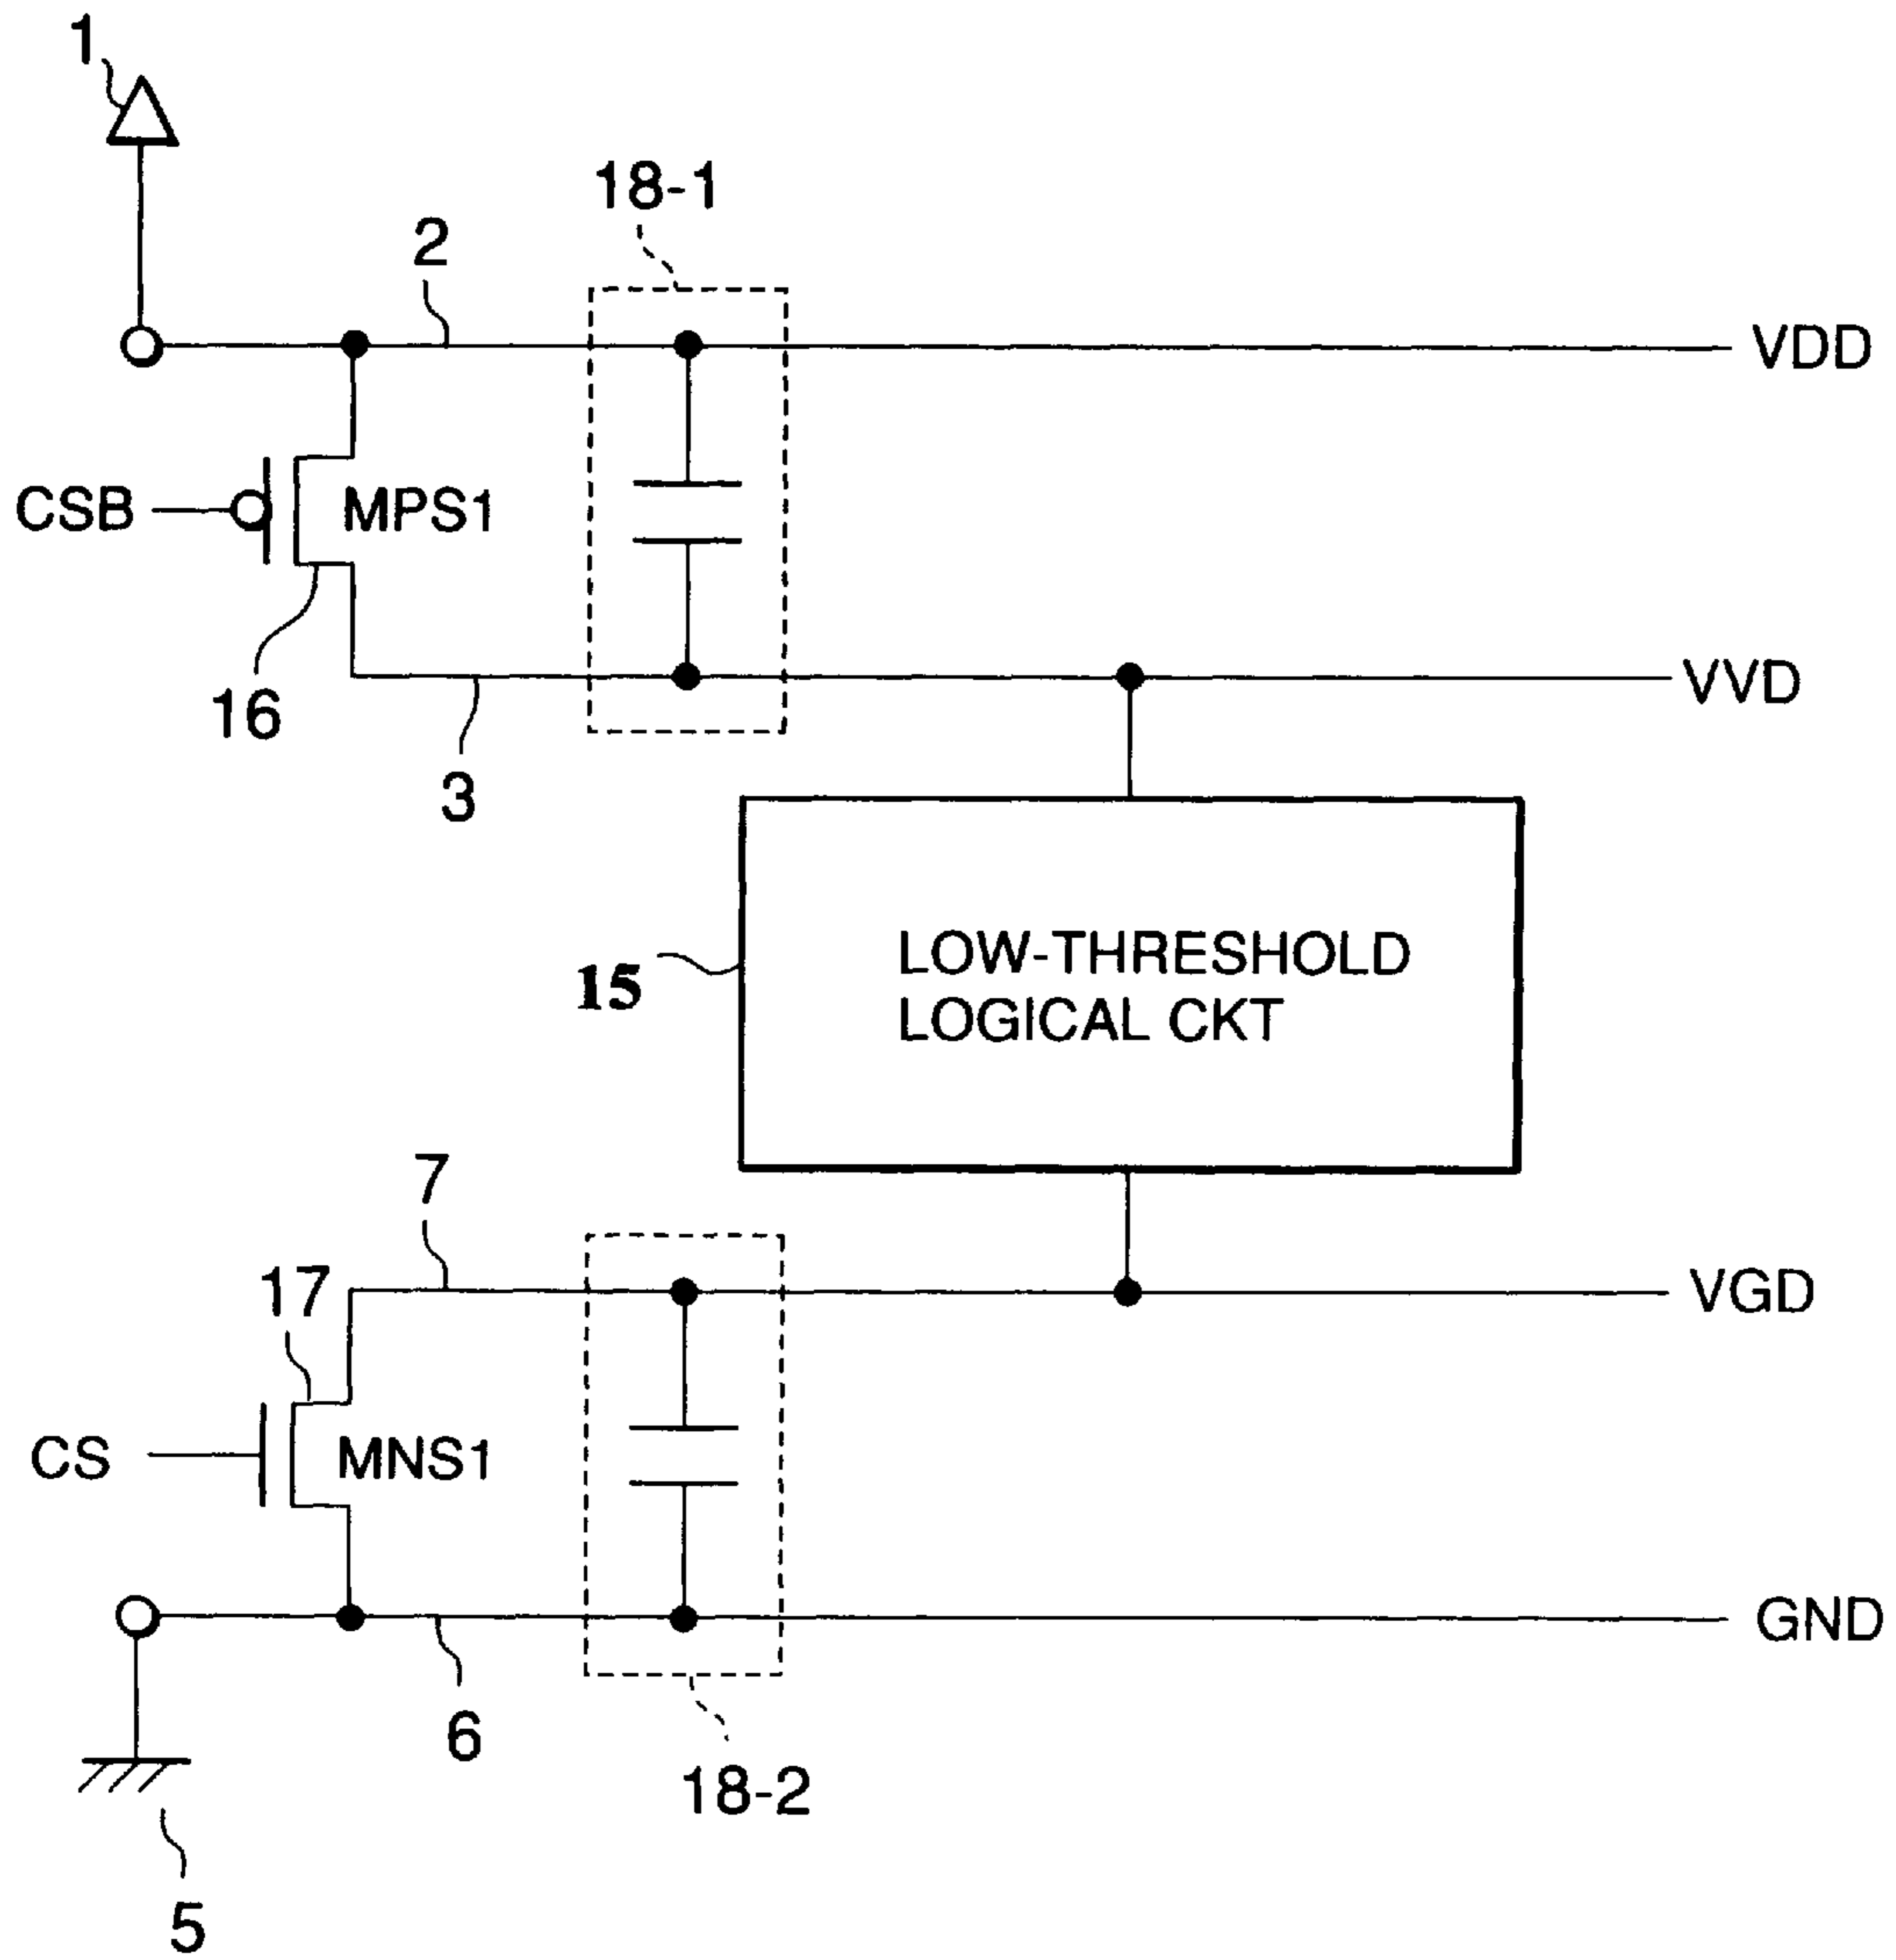 1
18-1
2
VDD
CSB
MPS1
16
VVD
3
15
LOW-THRESHOLD
LOGICAL CKT
7
17
VGD
CS
MNS1
GND
6
18-2
5